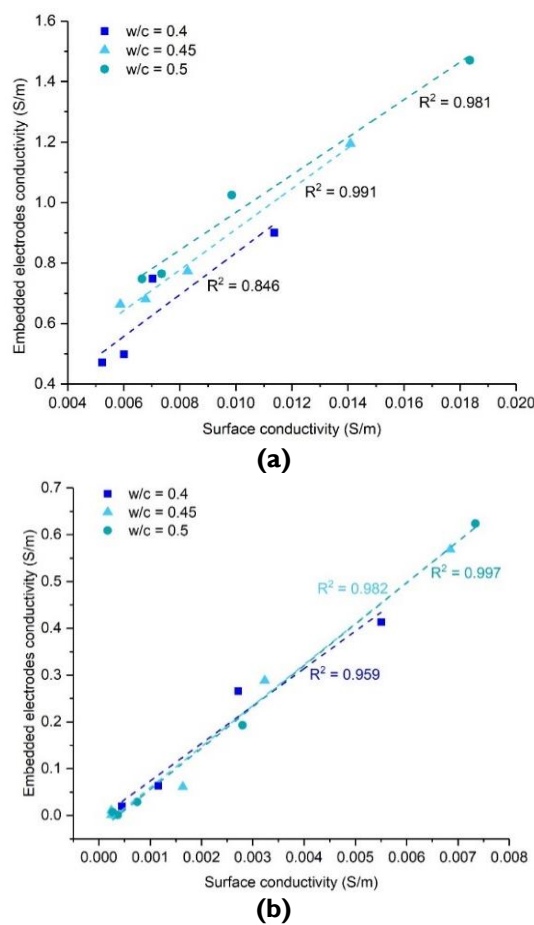 1.6
1.4
1.2
1.0
0.8
0.6
0.4
Embedded electrodes conductivity (S/m)
w/c = 0.4
w/c = 0.45
w/c = 0.5
R² = 0.981
R² = 0.991
R² = 0.846
0.004 0.006 0.008 0.010 0.012 0.014 0.016 0.018 0.020
Surface conductivity (S/m)
(a)
0.7
0.6
0.5
0.4
0.3
0.2
0.1
0.0
Embedded electrodes conductivity (S/m)
w/c = 0.4
w/c = 0.45
w/c = 0.5
R² = 0.982
R² = 0.997
R² = 0.959
0.000 0.001 0.002 0.003 0.004 0.005 0.006 0.007 0.008
Surface conductivity (S/m)
(b)